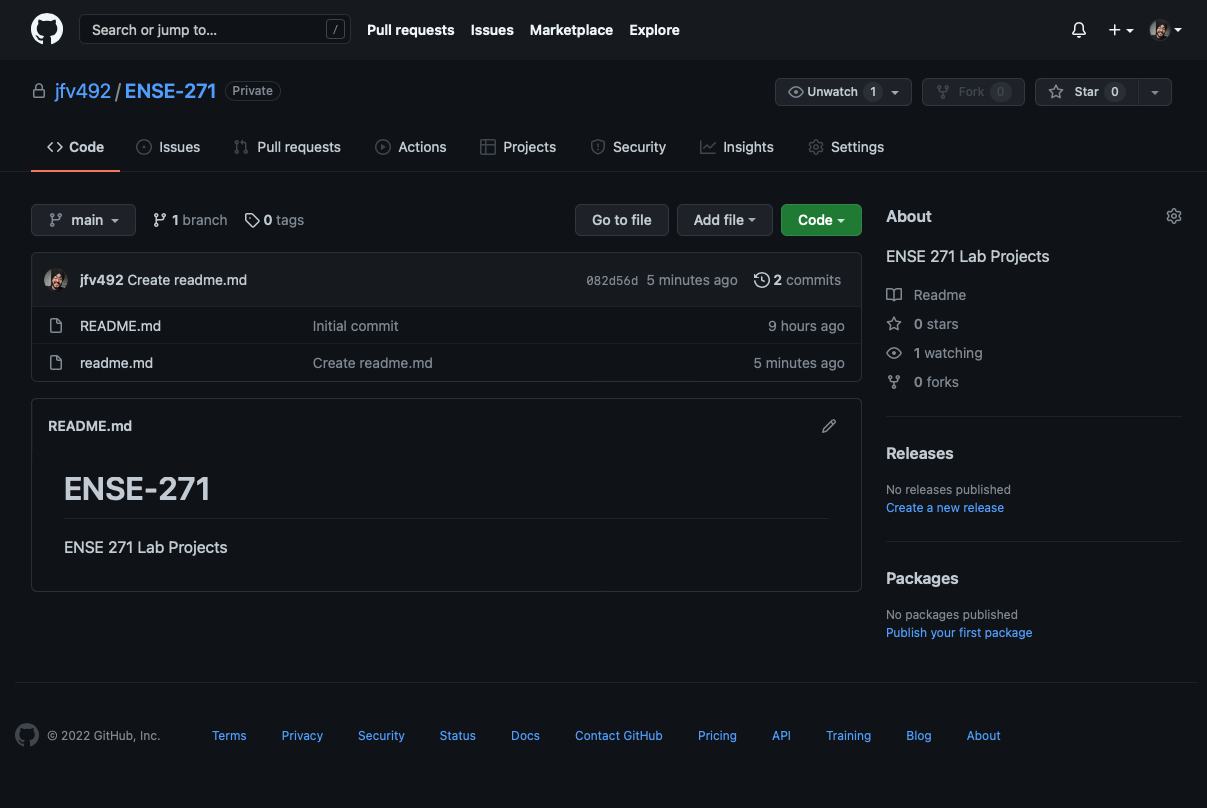 Search or jump to... /
Pull requests Issues Marketplace Explore
jfv492 / ENSE-271 Private
Unwatch 1 Fork 0 Star 0
Code Issues Pull requests Actions Projects Security Insights Settings
main 1 branch 0 tags
Go to file Add file Code
jfv492 Create readme.md 082d56d 5 minutes ago 2 commits
README.md Initial commit 9 hours ago
readme.md Create readme.md 5 minutes ago
README.md
ENSE-271
ENSE 271 Lab Projects
About
ENSE 271 Lab Projects
Readme
0 stars
1 watching
0 forks
Releases
No releases published
Create a new release
Packages
No packages published
Publish your first package
© 2022 GitHub, Inc. Terms Privacy Security Status Docs Contact GitHub Pricing API Training Blog About